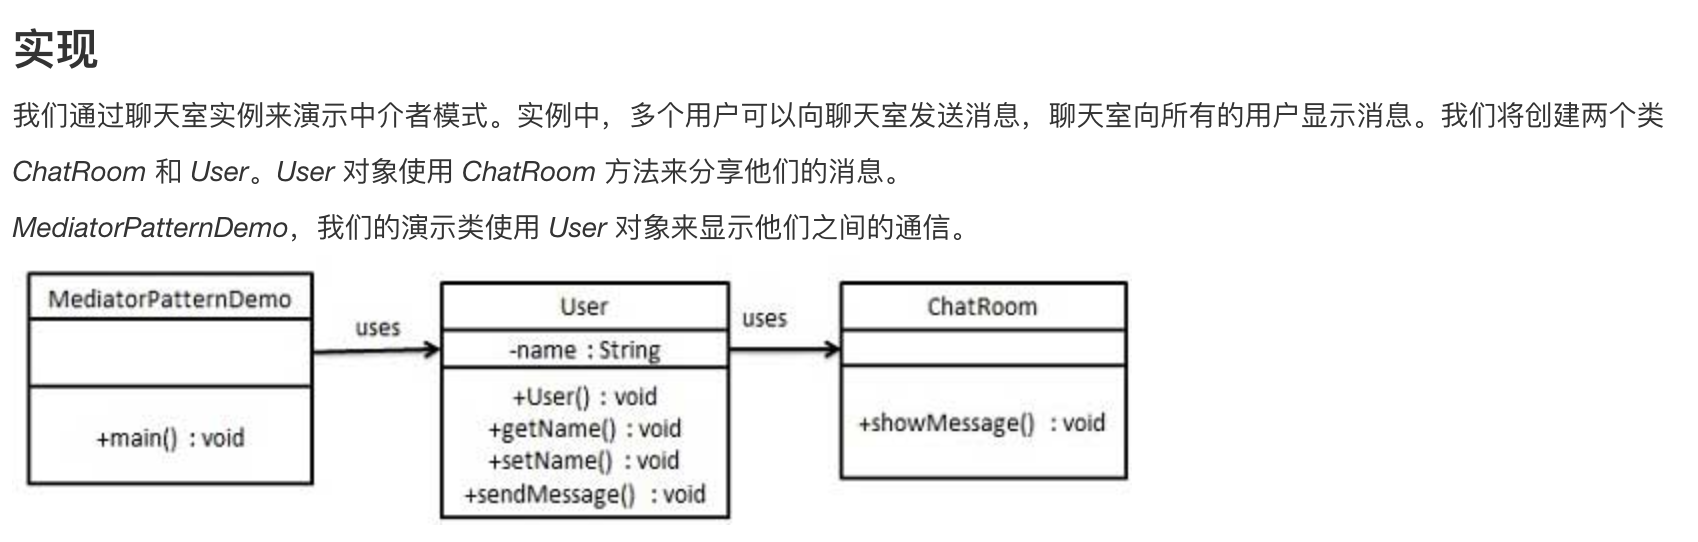 实现
我们通过聊天室实例来演示中介者模式。实例中，多个用户可以向聊天室发送消息，聊天室向所有的用户显示消息。我们将创建两个类
ChatRoom 和 User。User 对象使用 ChatRoom 方法来分享他们的消息。
MediatorPatternDemo，我们的演示类使用 User 对象来显示他们之间的通信。
MediatorPatternDemo
+main() : void
uses
User
-name : String
+User() : void
+getName() : void
+setName() : void
+sendMessage() : void
uses
ChatRoom
+showMessage() : void